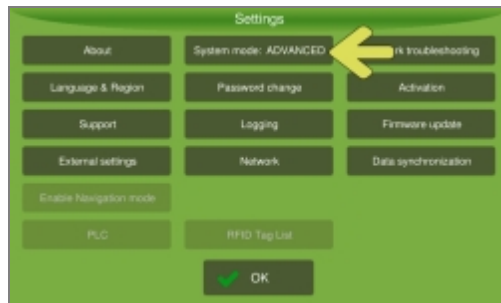 Settings
About
System mode: ADVANCED
rk troubleshooting
Language & Region
Password change
Activation
Support
Logging
Firmware update
External settings
Network
Data synchronization
Enable Navigation mode
PLC
RFID Tag List
OK